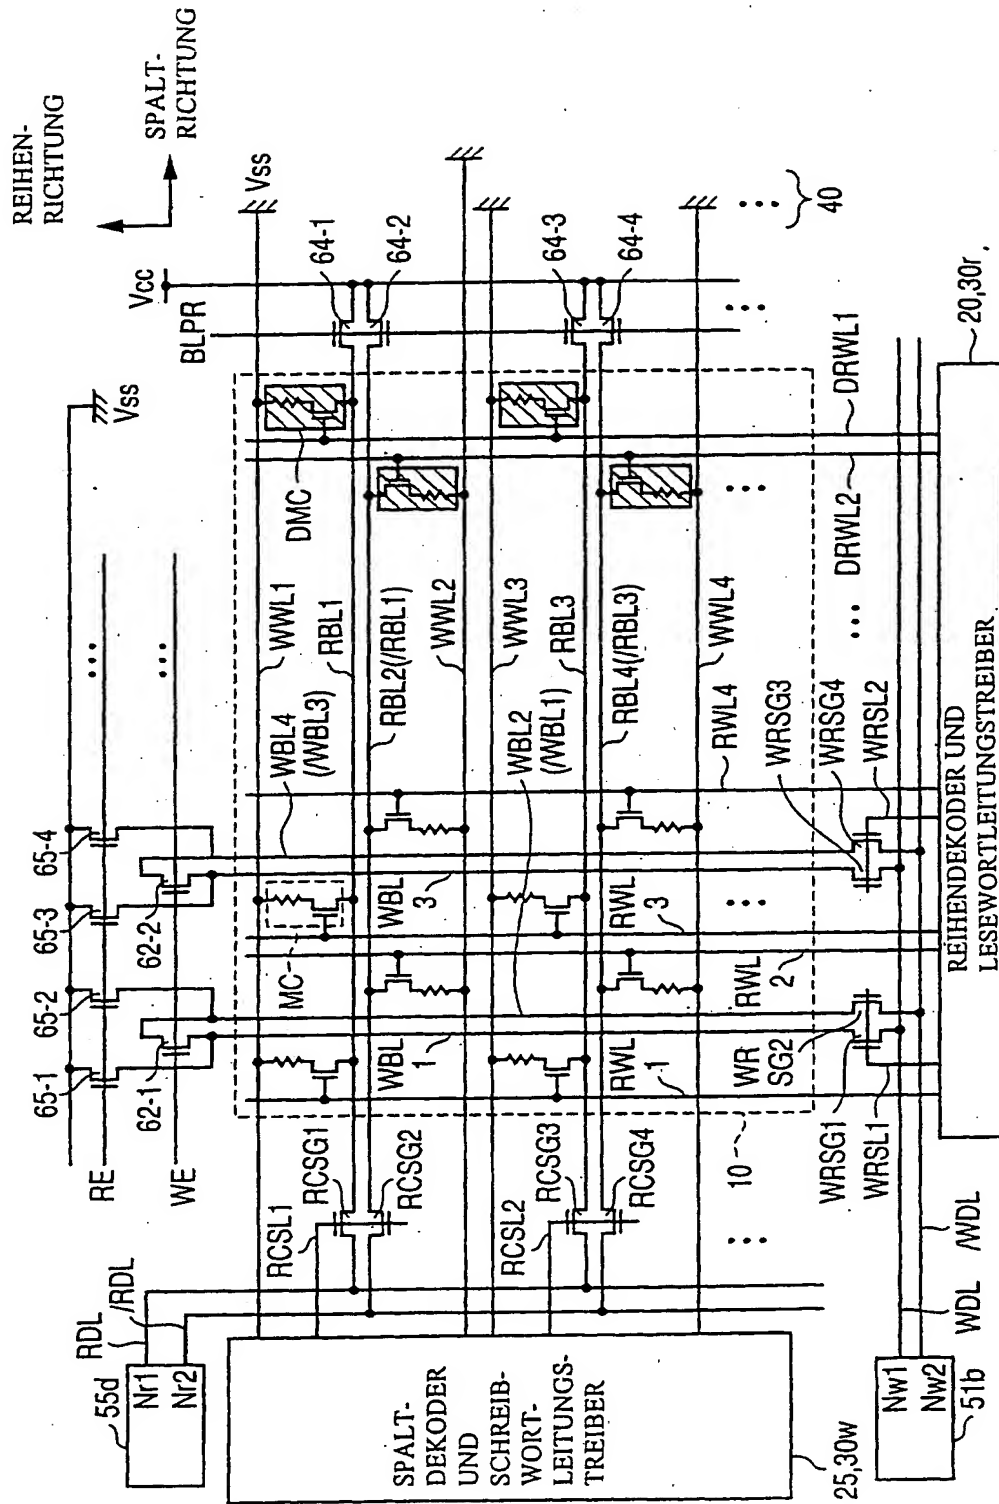 REIHEN-
RICHTUNG
SPALT-
RICHTUNG
Vcc
BLPR
Vss
Vss
64-1
64-2
64-3
64-4
40
20,30r
65-1
65-2
65-3
65-4
62-1
62-2
RE
WE
DMC
WWL1
RBL1
RBL2(/RBL1)
WWL2
WWL3
RBL3
RBL4(/RBL3)
WWL4
WBL4
(/WBL3)
WBL2
(/WBL1)
RWL4
DRWL1
DRWL2
MC
WBL
3
RWL
3
WBL
1
RWL
2
RWL
1
WR
SG2
WRSG1
WRSL1
WRSG3
WRSG4
WRSL2
10
RCSL1
RCSG1
RCSG2
RCSL2
RCSG3
RCSG4
RDL
/RDL
55d
Nr1
Nr2
SPALT-
DEKODER
UND
SCHREIB-
WORT-
LEITUNGS-
TREIBER
25,30w
REIHENDEKODER UND
LESEWORTLEITUNGSTREIBER
WDL
/WDL
Nw1
Nw2
51b